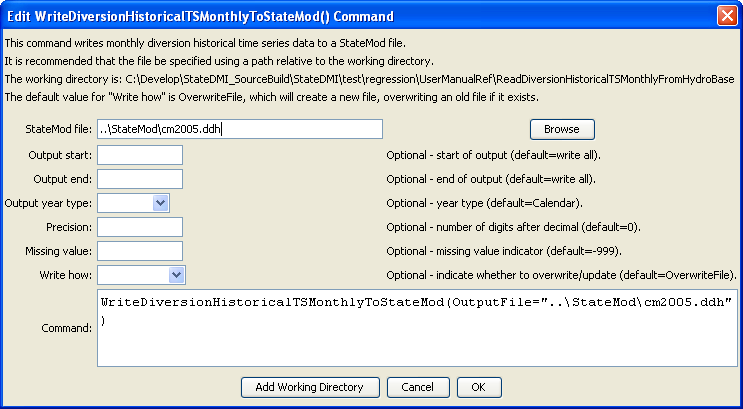 Edit WriteDiversionHistoricalTSMonthlyToStateMod() Command
This command writes monthly diversion historical time series data to a StateMod file.
It is recommended that the file be specified using a path relative to the working directory.
The working directory is: C:\Develop\StateDMI_SourceBuild\StateDMI\test\regression\UserManualRef\ReadDiversionHistoricalTSMonthlyFromHydroBase
The default value for "Write how" is OverwriteFile, which will create a new file, overwriting an old file if it exists.
StateMod file: ..\StateMod\cm2005.ddh Browse
Output start: Optional - start of output (default=write all).
Output end: Optional - end of output (default=write all).
Output year type: Optional - year type (default=Calendar).
Precision: Optional - number of digits after decimal (default=0).
Missing value: Optional - missing value indicator (default=-999).
Write how: Optional - indicate whether to overwrite/update (default=OverwriteFile).
Command: WriteDiversionHistoricalTSMonthlyToStateMod(OutputFile="..\StateMod\cm2005.ddh"
)
Add Working Directory Cancel OK